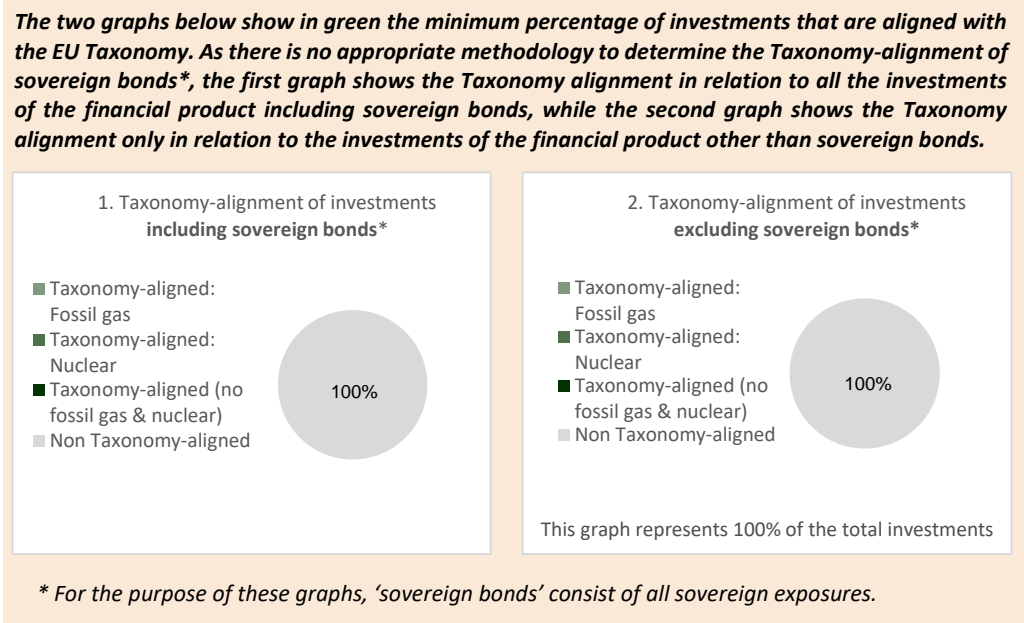 The two graphs below show in green the minimum percentage of investments that are aligned with
the EU Taxonomy. As there is no appropriate methodology to determine the Taxonomy-alignment of
sovereign bonds*, the first graph shows the Taxonomy alignment in relation to all the investments
of the financial product including sovereign bonds, while the second graph shows the Taxonomy
alignment only in relation to the investments of the financial product other than sovereign bonds.
1. Taxonomy-alignment of investments
including sovereign bonds*
Taxonomy-aligned:
Fossil gas
Taxonomy-aligned:
Nuclear
Taxonomy-aligned (no
fossil gas & nuclear)
Non Taxonomy-aligned
100%
2. Taxonomy-alignment of investments
excluding sovereign bonds*
Taxonomy-aligned:
Fossil gas
Taxonomy-aligned:
Nuclear
Taxonomy-aligned (no
fossil gas & nuclear)
Non Taxonomy-aligned
100%
This graph represents 100% of the total investments
* For the purpose of these graphs, ‘sovereign bonds’ consist of all sovereign exposures.